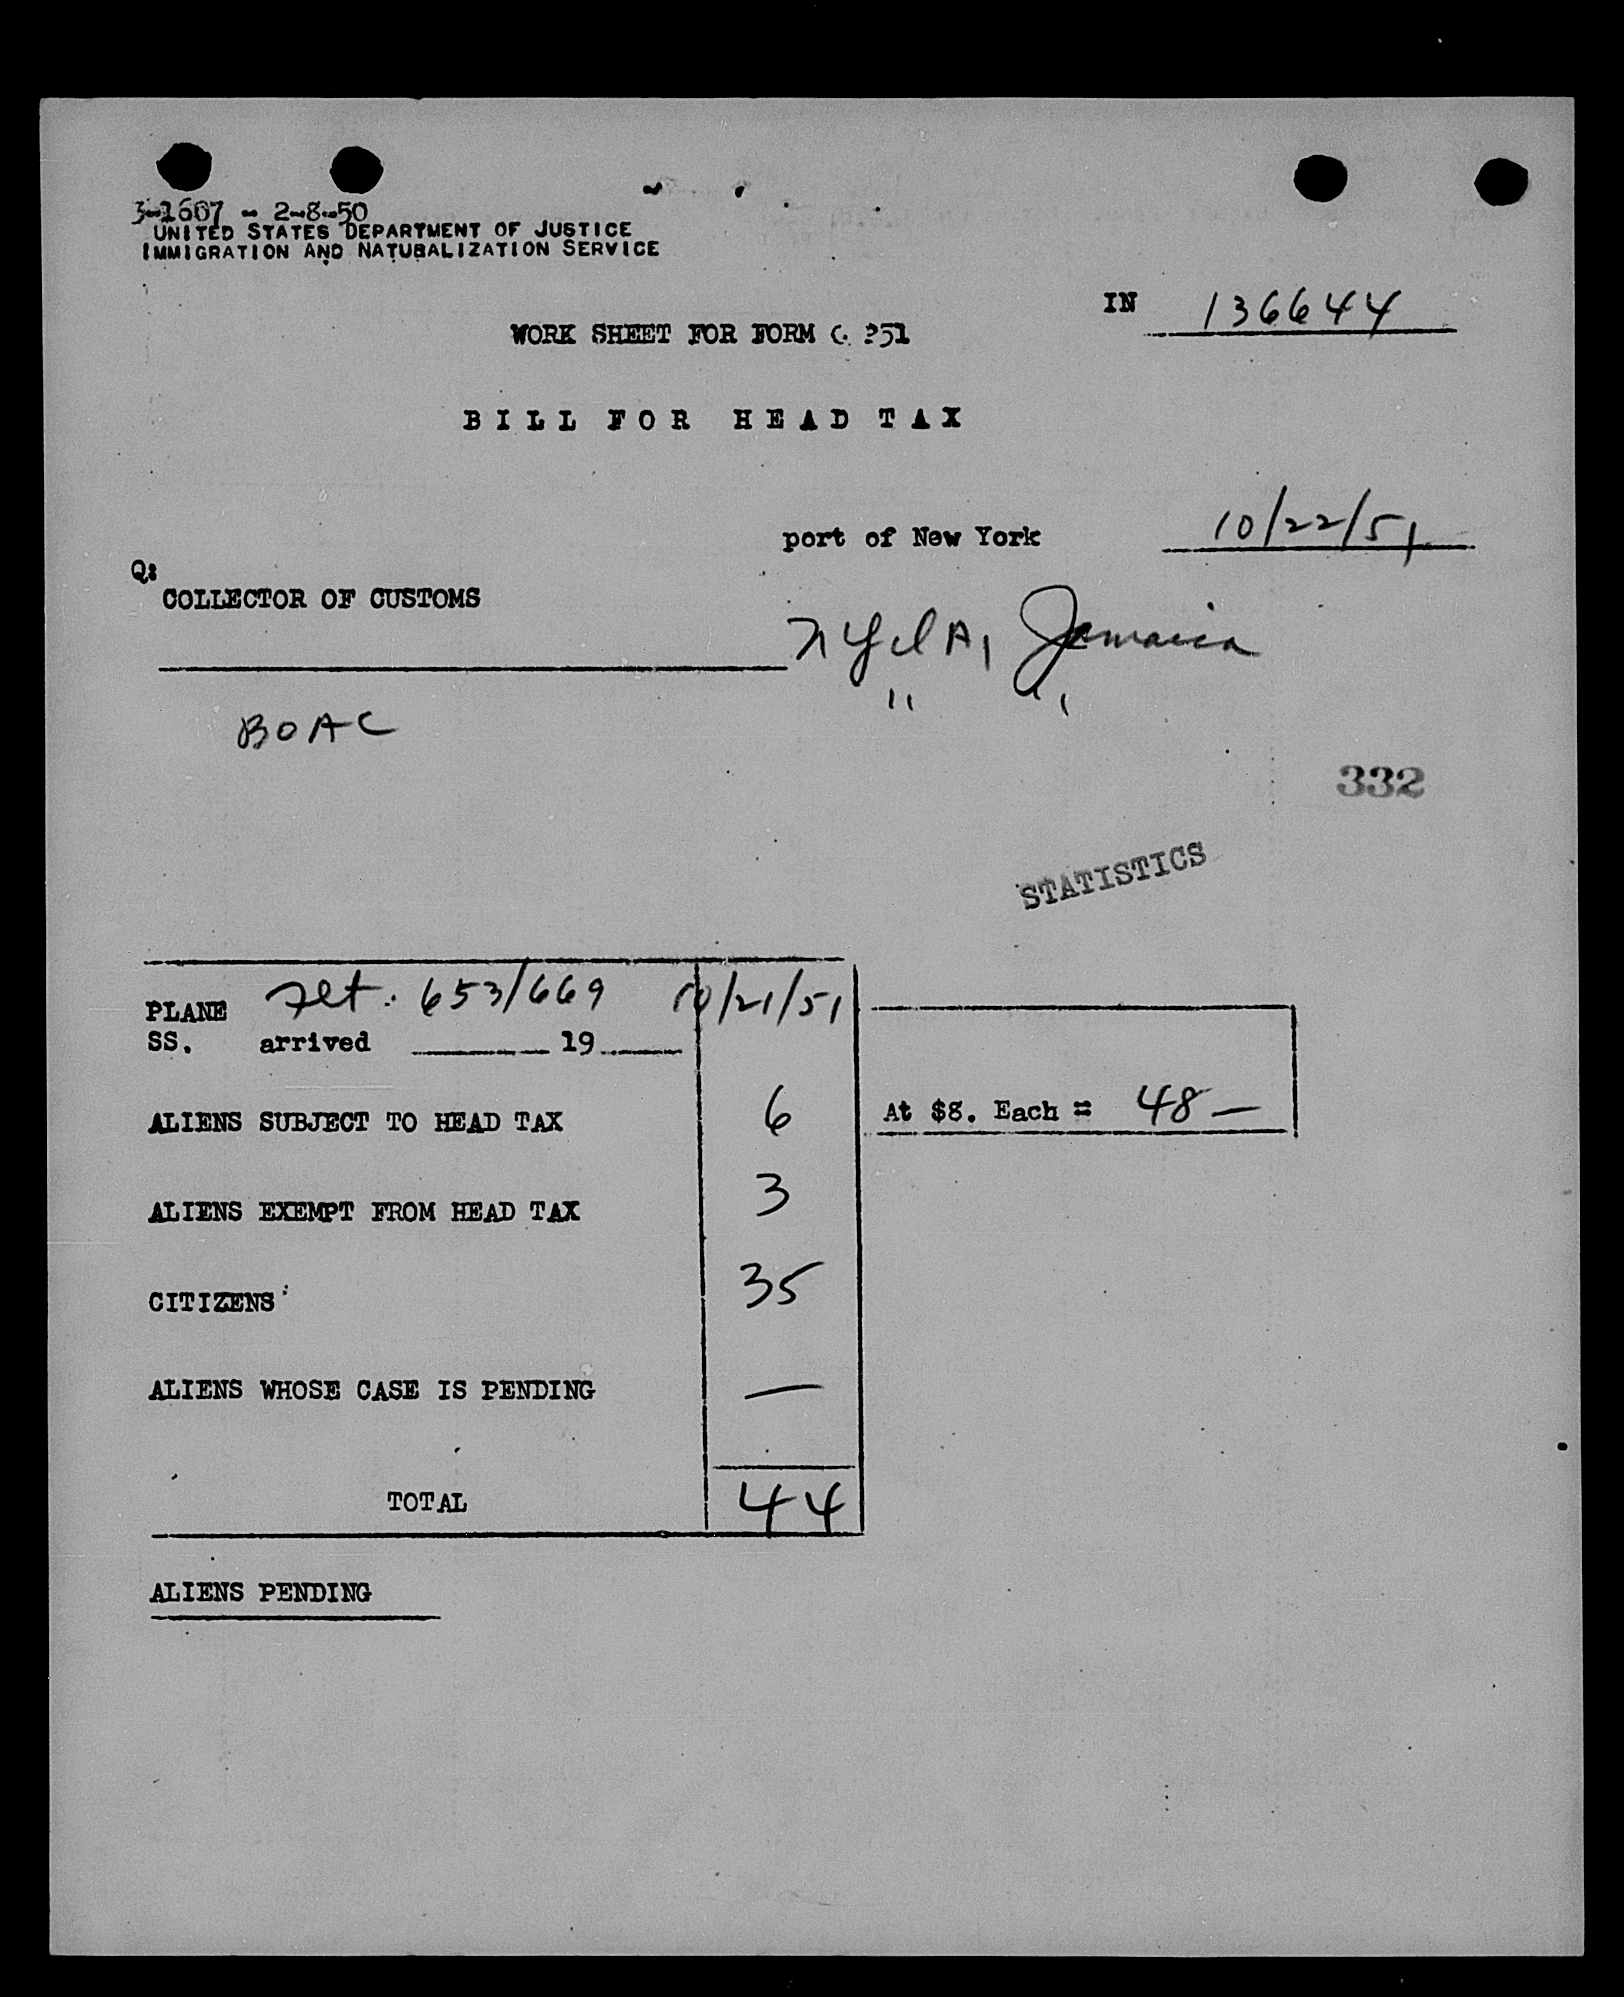 3-1607 - 2-8-50
UNITED STATES DEPARTMENT OF JUSTICE
IMMIGRATION AND NATURALIZATION SERVICE
IN 136644
WORK SHEET FOR FORM 351
BILL FOR HEAD TAX
port of New York 10/22/51
Q:
COLLECTOR OF CUSTOMS
NYIA, Jamaica
" "
BOAC
332
STATISTICS
PLANE 653/669 10/21/51
SS. arrived 19
ALIENS SUBJECT TO HEAD TAX 6 At $8. Each = 48 —
ALIENS EXEMPT FROM HEAD TAX 3
CITIZENS 35
ALIENS WHOSE CASE IS PENDING —
TOTAL 44
ALIENS PENDING